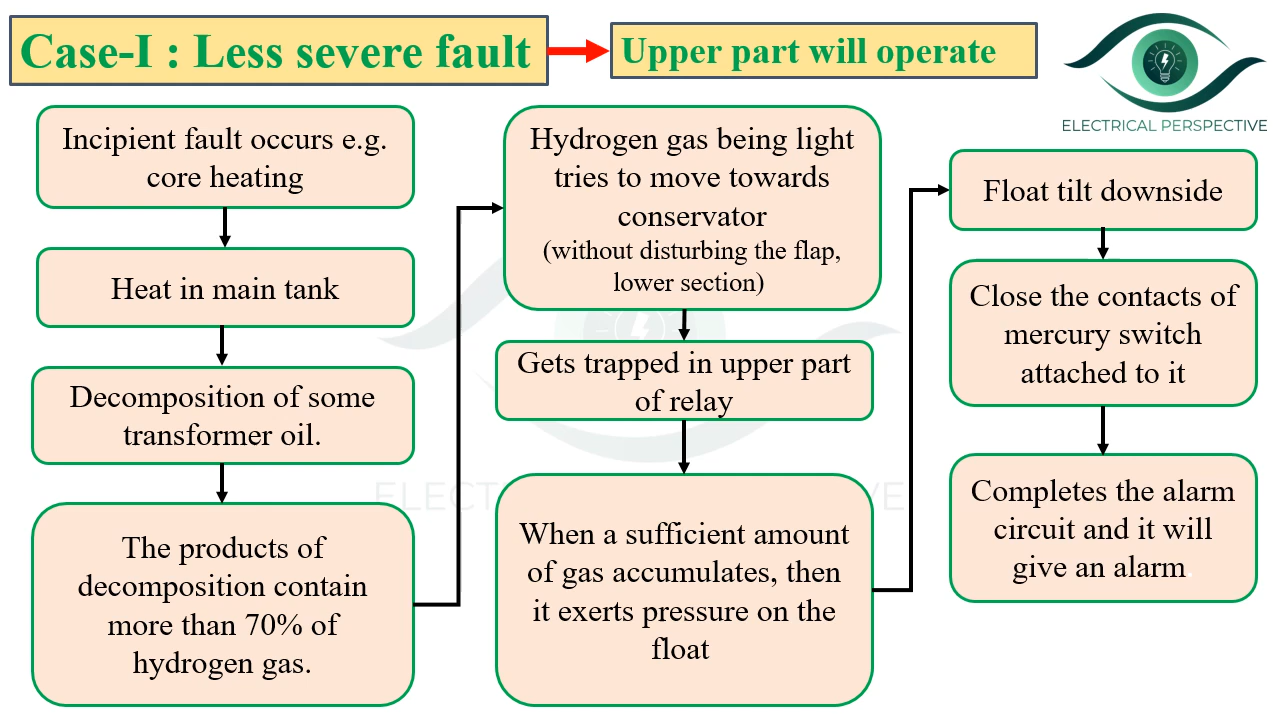 Case-I : Less severe fault
Upper part will operate
ELECTRICAL PERSPECTIVE
Incipient fault occurs e.g.
core heating
Heat in main tank
Decomposition of some
transformer oil.
The products of
decomposition contain
more than 70% of
hydrogen gas.
Hydrogen gas being light
tries to move towards
conservator
(without disturbing the flap,
lower section)
Gets trapped in upper part
of relay
When a sufficient amount
of gas accumulates, then
it exerts pressure on the
float
Float tilt downside
Close the contacts of
mercury switch
attached to it
Completes the alarm
circuit and it will
give an alarm